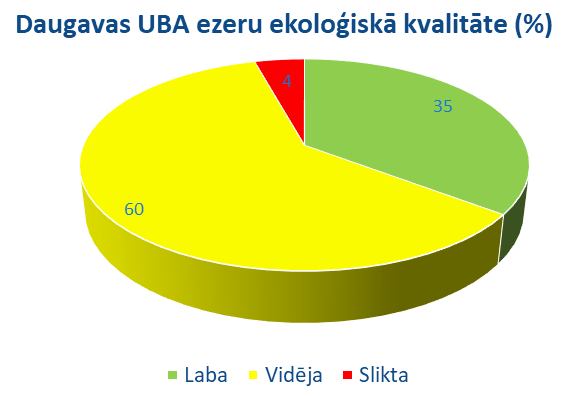 Daugavas UBA ezeru ekoloģiskā kvalitāte (%)
4
35
60
Laba Vidēja Slikta